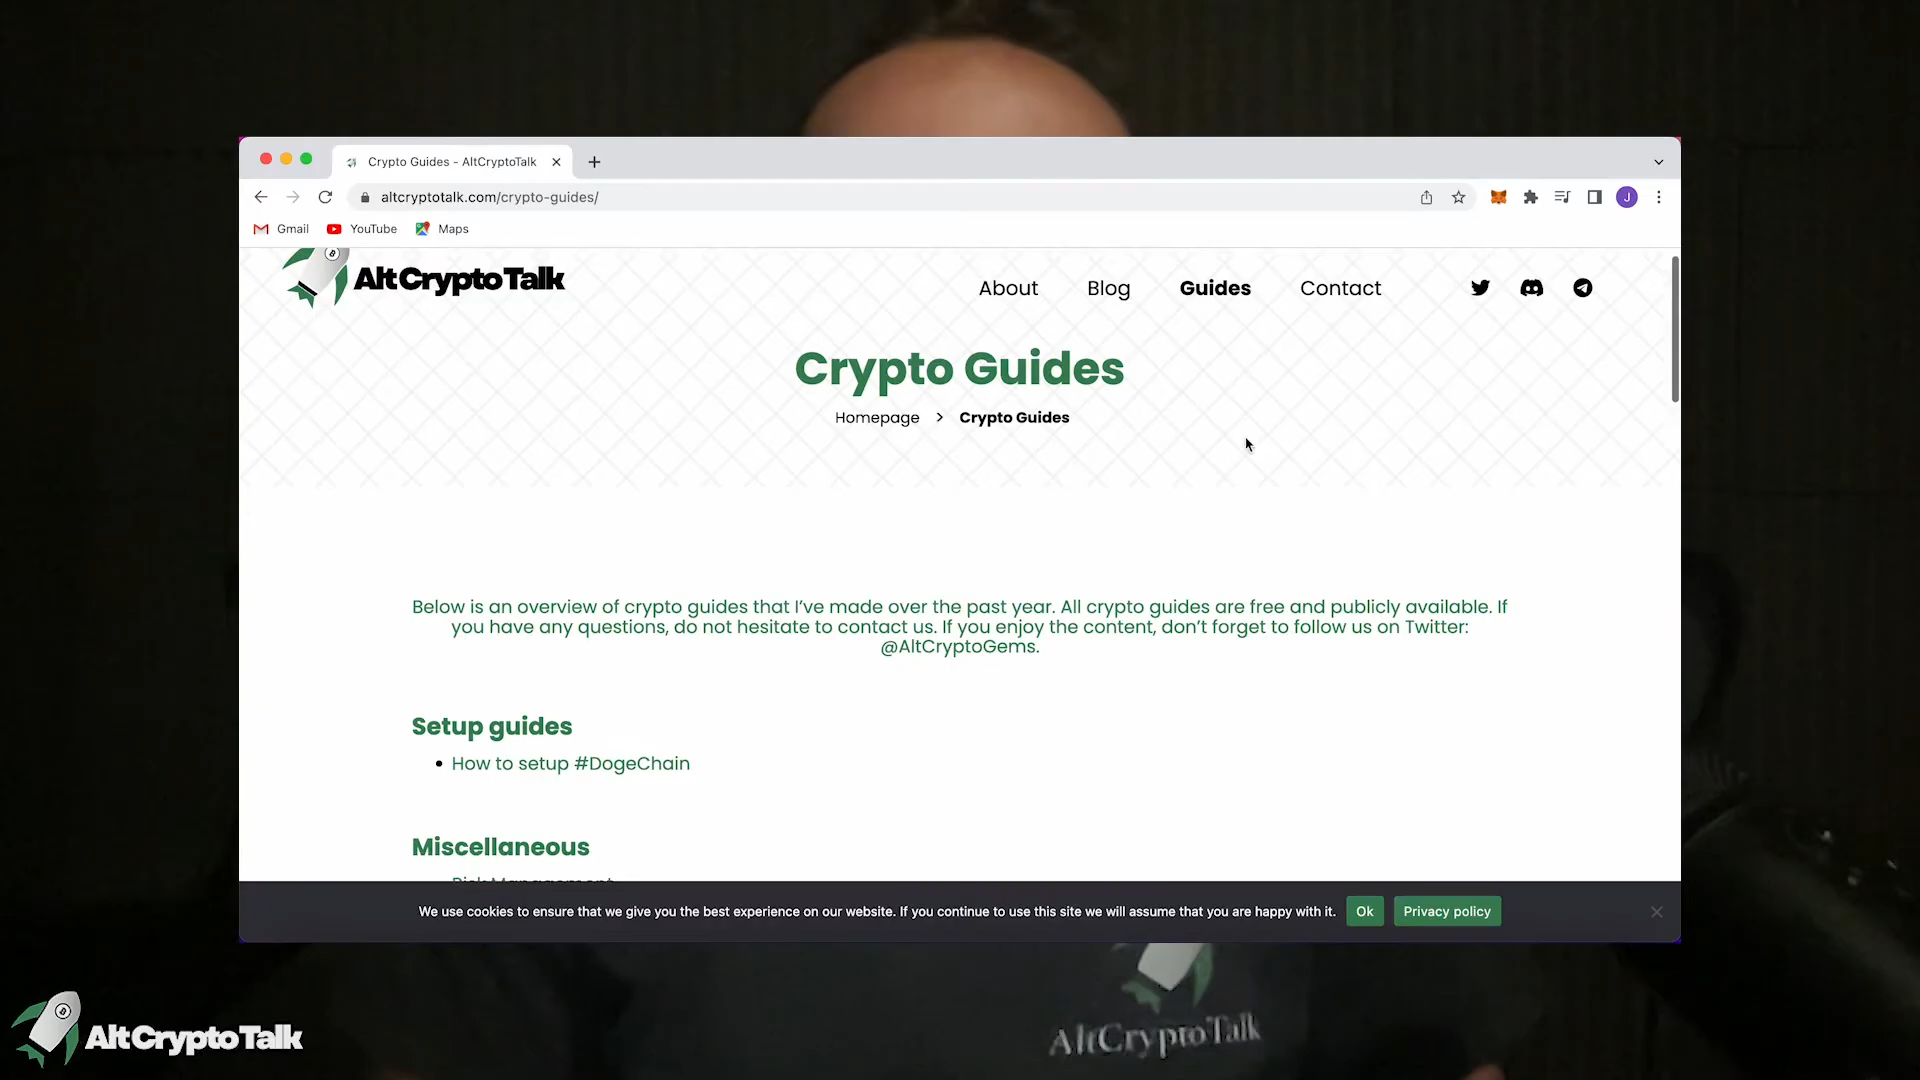 Crypto Guides - AltCryptoTalk
altcryptotalk.com/crypto-guides/
J
Gmail YouTube Maps
AltCryptoTalk
About Blog Guides Contact
Crypto Guides
Homepage > Crypto Guides
Below is an overview of crypto guides that I've made over the past year. All crypto guides are free and publicly available. If
you have any questions, do not hesitate to contact us. If you enjoy the content, don't forget to follow us on Twitter:
@AltCryptoGems.
Setup guides
• How to setup #DogeChain
Miscellaneous
Risk Management
We use cookies to ensure that we give you the best experience on our website. If you continue to use this site we will assume that you are happy with it. Ok Privacy policy
AltCryptoTalk
AltCryptoTalk